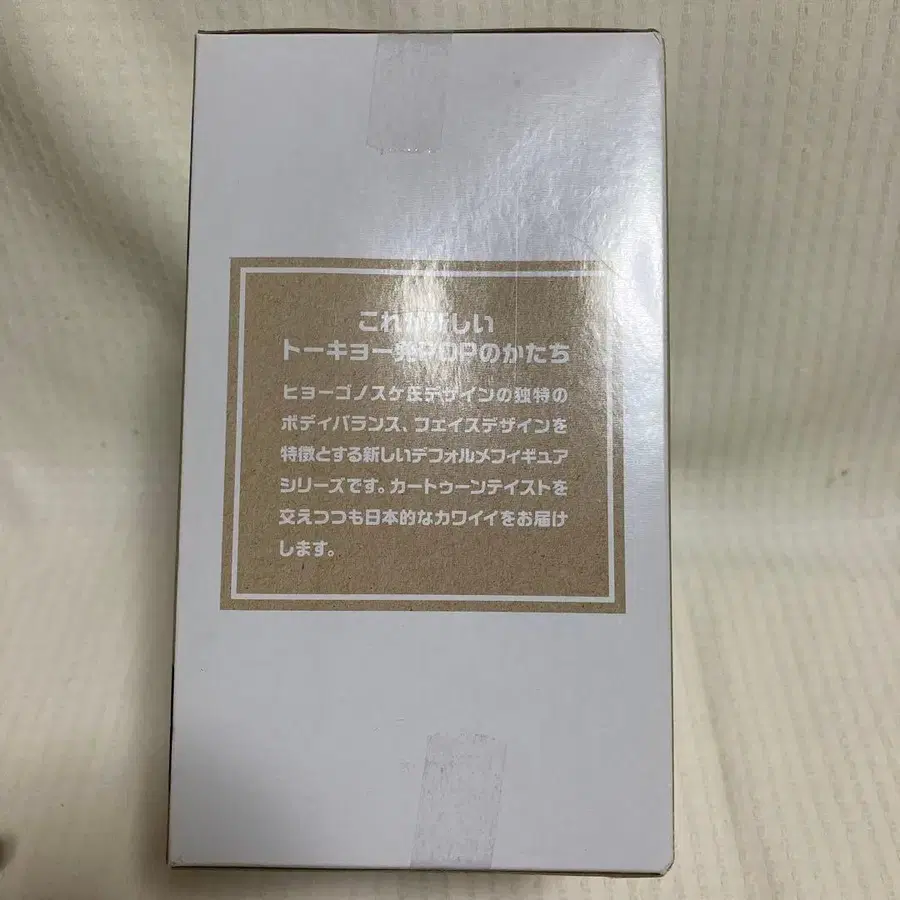 これが新しい
トーキョー発POPのかたち
ヒヨーゴノスケ氏デザインの独特の
ボディバランス、フェイスデザインを
特徴とする新しいデフォルメフィギュア
シリーズです。カートゥーンテイストを
交えつつも日本的なカワイイをお届け
します。